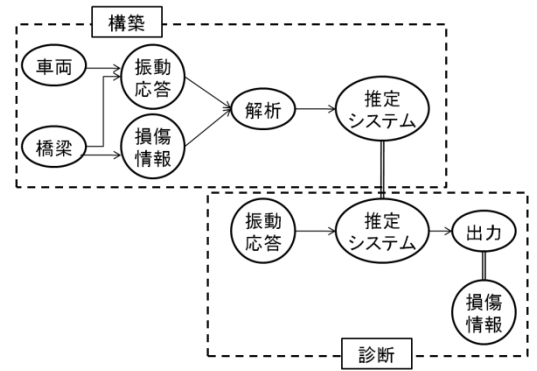 構築
車両
振動
応答
橋梁
損傷
情報
解析
推定
システム
振動
応答
推定
システム
出力
損傷
情報
診断